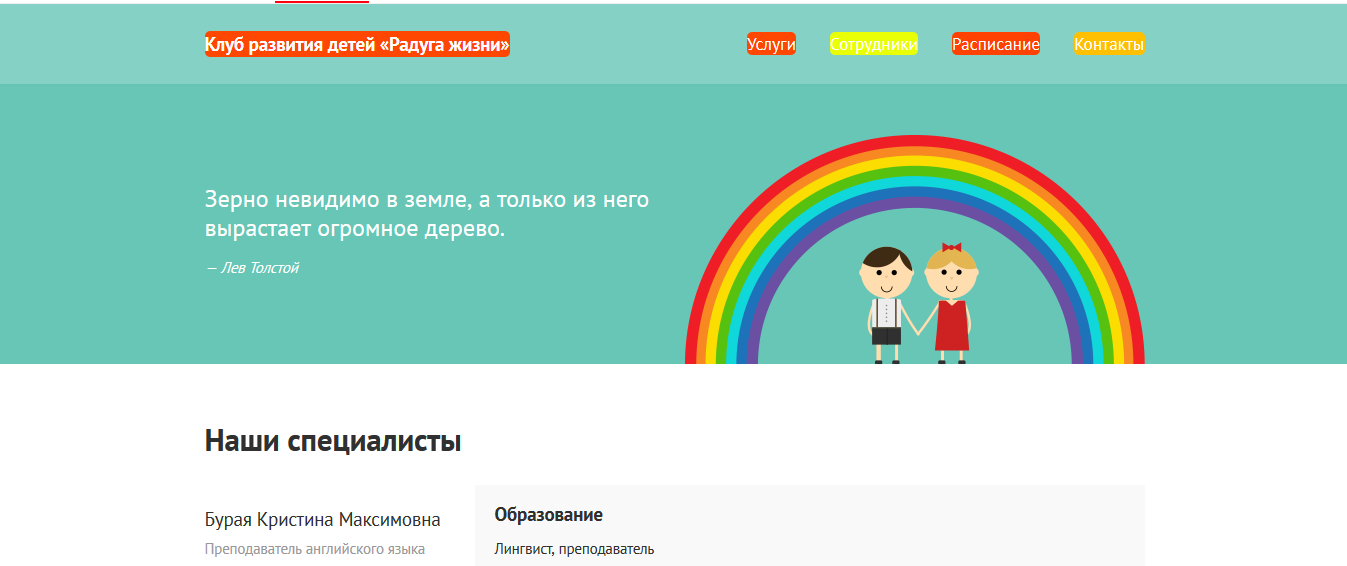 Клуб развития детей «Радуга жизни»
Услуги Сотрудники Расписание Контакты
Зерно невидимо в земле, а только из него
вырастает огромное дерево.
— Лев Толстой
Наши специалисты
Бурая Кристина Максимовна
Преподаватель английского языка
Образование
Лингвист, преподаватель